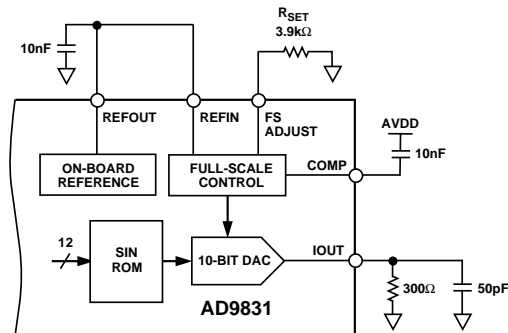 R_SET
3.9kΩ
10nF
REFOUT
REFIN
FS
ADJUST
AVDD
10nF
COMP
ON-BOARD
REFERENCE
FULL-SCALE
CONTROL
12
SIN
ROM
10-BIT DAC
IOUT
AD9831
300Ω
50pF